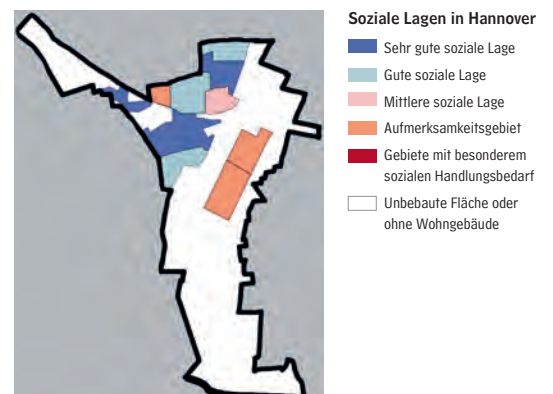 Soziale Lagen in Hannover
Sehr gute soziale Lage
Gute soziale Lage
Mittlere soziale Lage
Aufmerksamkeitsgebiet
Gebiete mit besonderem
sozialen Handlungsbedarf
Unbebaute Fläche oder
ohne Wohngebäude